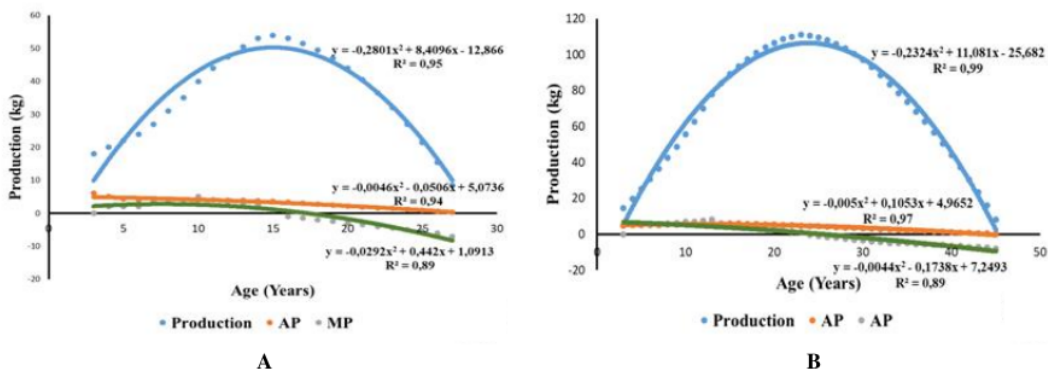 60
50
40
30
20
10
0
-10
-20
0
5
10
15
20
25
30
Production (kg)
Age (Years)
y = -0,2801x² + 8,4096x - 12,866
R² = 0,95
y = -0,0046x² - 0,0506x + 5,0736
R² = 0,94
y = -0,0292x² + 0,442x + 1,0913
R² = 0,89
Production AP MP
A
120
100
80
60
40
20
0
-20
0
10
20
30
40
50
Production (kg)
Age (Years)
y = -0,2324x² + 11,081x - 25,682
R² = 0,99
y = -0,005x² + 0,1053x + 4,9652
R² = 0,97
y = -0,0044x² - 0,1738x + 7,2493
R² = 0,89
Production AP AP
B